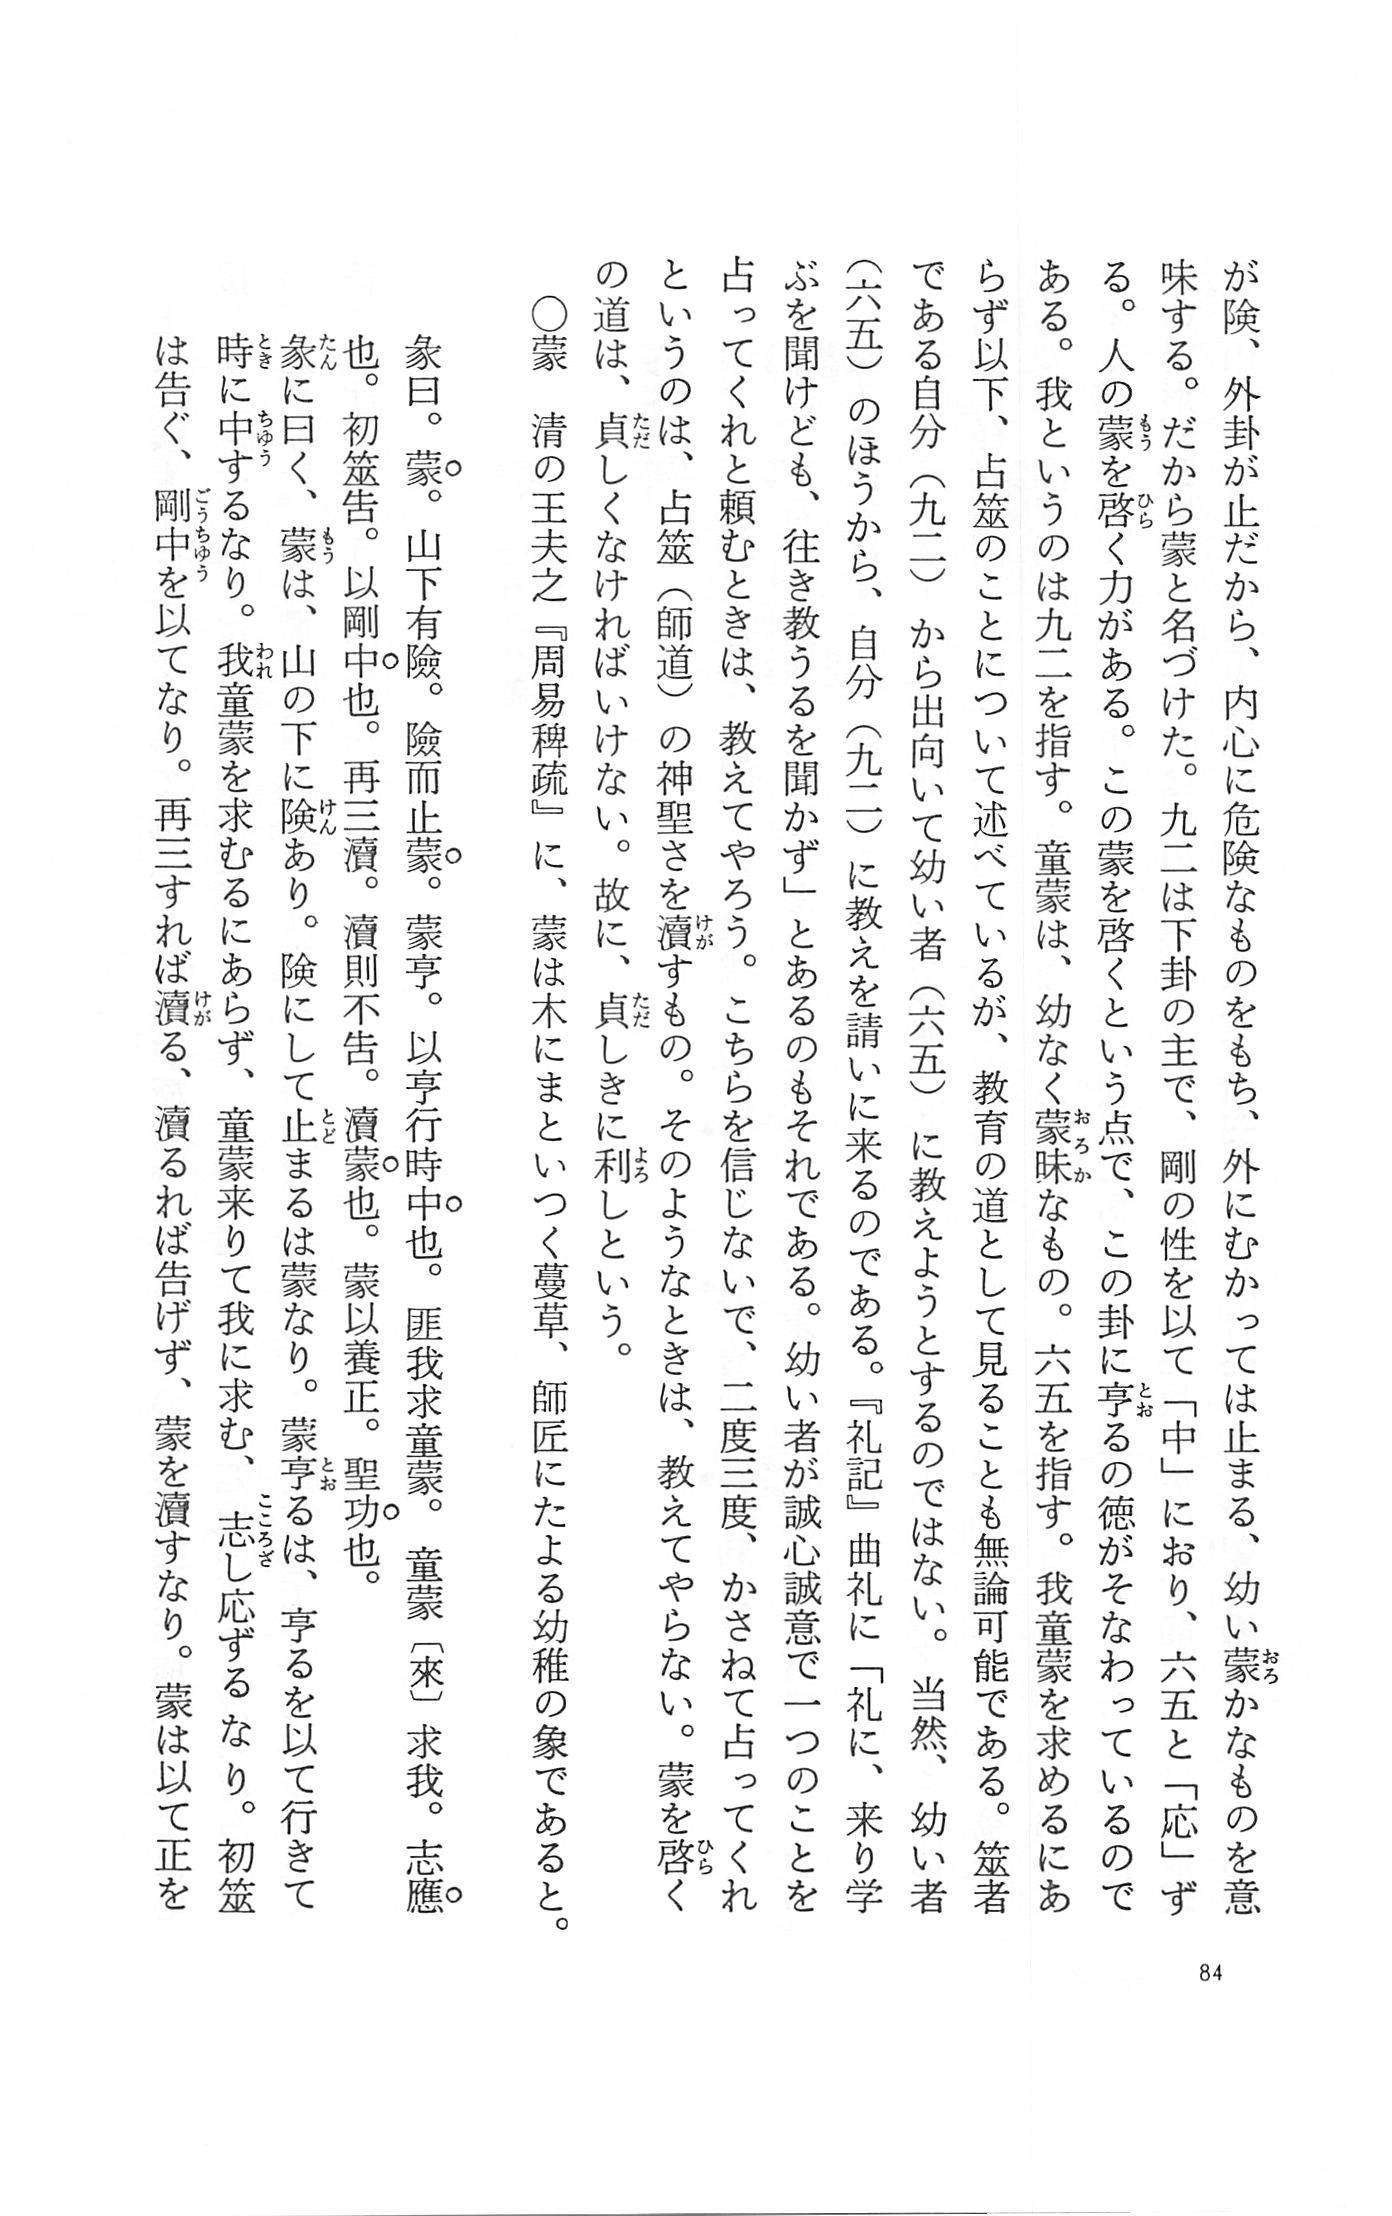 が険、外卦が止だから、内心に危険なものをもち、外にむかっては止まる、幼い蒙かなものを意
味する。だから蒙と名づけた。九二は下卦の主で、剛の性を以て「中」におり、六五と「応」ず
る。人の蒙を啓く力がある。この蒙を啓くという点で、この卦に亨るの徳がそなわっているので
ある。我というのは九二を指す。童蒙は、幼なく蒙昧なもの。六五を指す。我童蒙を求めるにあ
らず以下、占筮のことについて述べているが、教育の道として見ることも無論可能である。筮者
である自分（九二）から出向いて幼い者（六五）に教えようとするのではない。当然、幼い者
（六五）のほうから、自分（九二）に教えを請いに来るのである。『礼記』曲礼に「礼に、来り学
ぶを聞けども、往き教うるを聞かず」とあるのもそれである。幼い者が誠心誠意で一つのことを
占ってくれと頼むときは、教えてやろう。こちらを信じないで、二度三度、かさねて占ってくれ
というのは、占筮（師道）の神聖さを瀆すもの。そのようなときは、教えてやらない。蒙を啓く
の道は、貞しくなければいけない。故に、貞しきに利しという。
〇蒙　清の王夫之『周易稗疏』に、蒙は木にまといつく蔓草、師匠にたよる幼稚の象であると。
彖曰。蒙。山下有險。險而止蒙。蒙亨。以亨行時中也。匪我求童蒙。童蒙〔來〕求我。志應
也。初筮告。以剛中也。再三瀆。瀆則不告。瀆蒙也。蒙以養正。聖功也。
彖に曰く、蒙は、山の下に険あり。険にして止まるは蒙なり。蒙亨るは、亨るを以て行きて
時に中するなり。我童蒙を求むるにあらず、童蒙来りて我に求む、志し応ずるなり。初筮
は告ぐ、剛中を以てなり。再三すれば瀆る、瀆るれば告げず、蒙を瀆すなり。蒙は以て正を
84